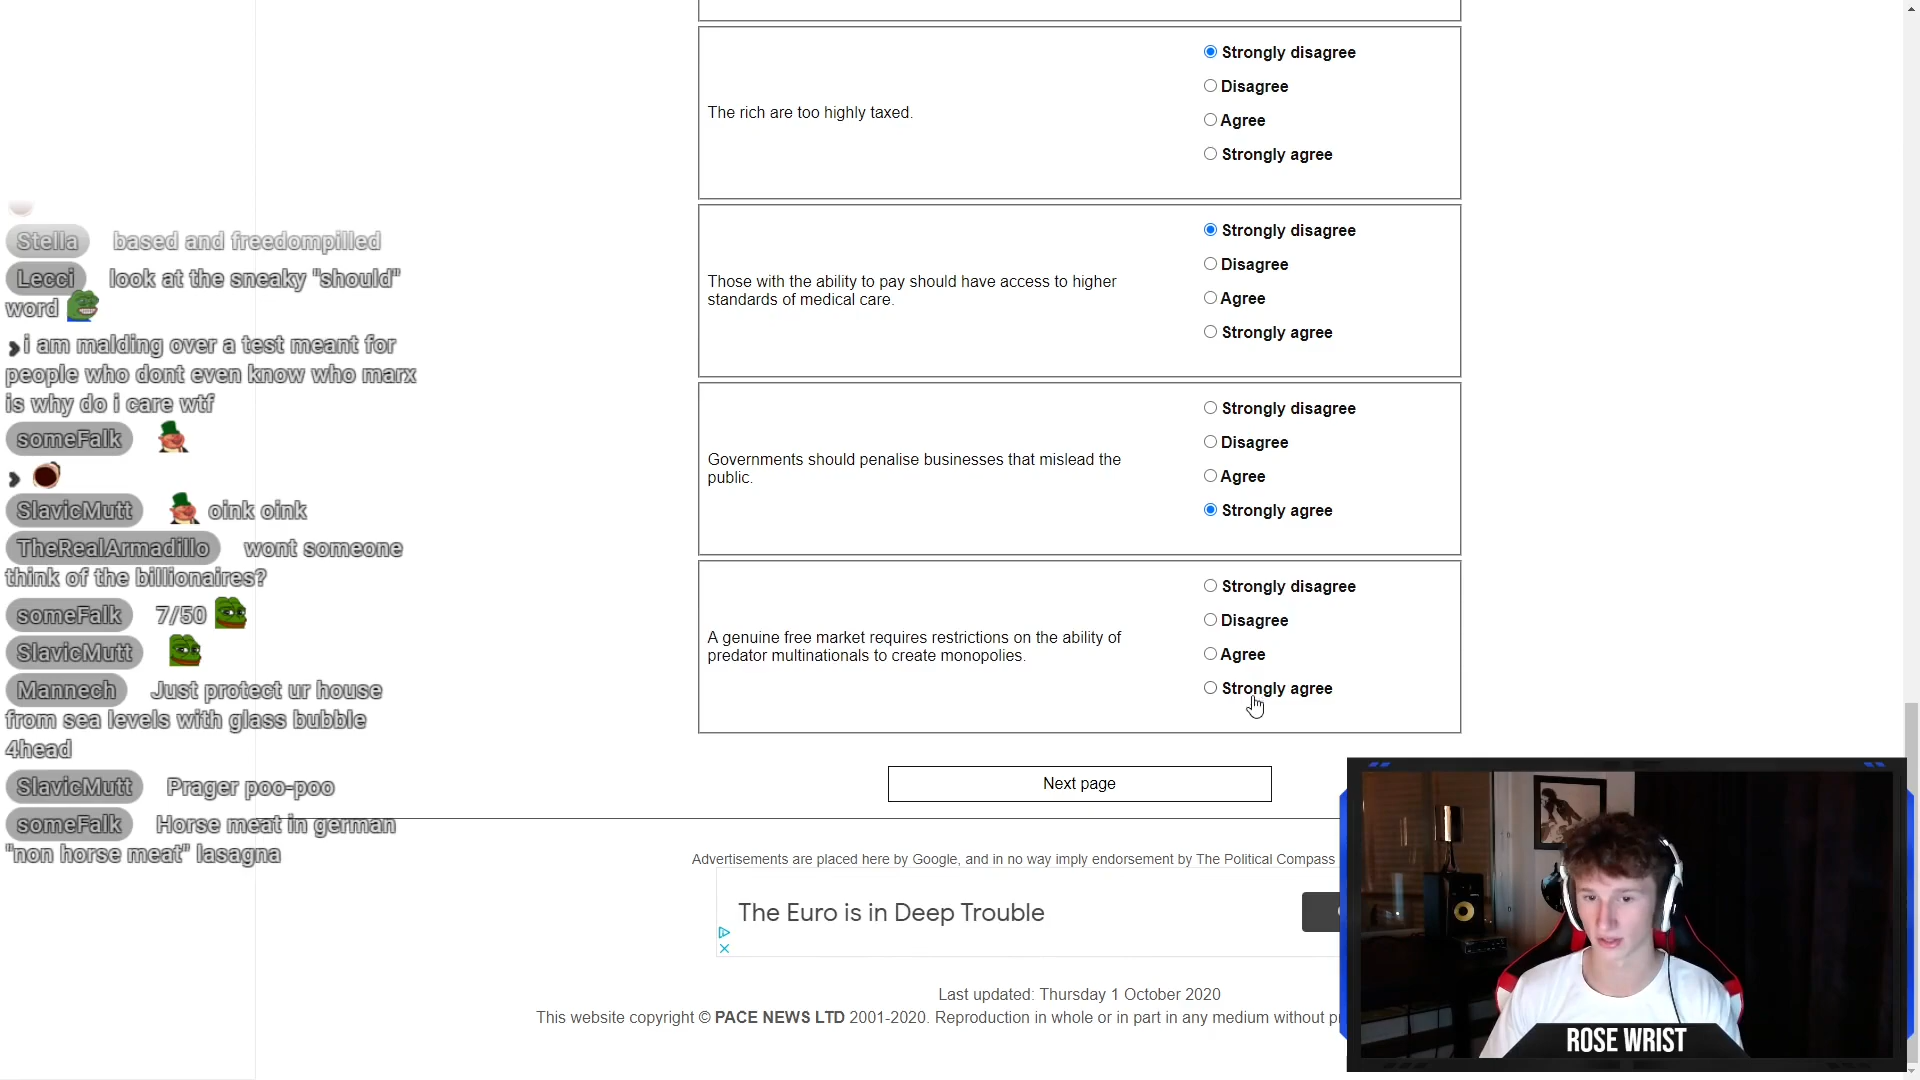 Strongly disagree
Disagree
The rich are too highly taxed.
Agree
Strongly agree
Strongly disagree
Disagree
Those with the ability to pay should have access to higher
standards of medical care.
Agree
Strongly agree
Strongly disagree
Disagree
Governments should penalise businesses that mislead the
public.
Agree
Strongly agree
Strongly disagree
Disagree
A genuine free market requires restrictions on the ability of
predator multinationals to create monopolies.
Agree
Strongly agree
Next page
Advertisements are placed here by Google, and in no way imply endorsement by The Political Compass
The Euro is in Deep Trouble
Last updated: Thursday 1 October 2020
This website copyright © PACE NEWS LTD 2001-2020. Reproduction in whole or in part in any medium without
Stella based and freedompilled
Lecci look at the sneaky "should"
word
i am malding over a test meant for
people who dont even know who marx
is why do i care wtf
someFalk
SlavicMutt oink oink
TheRealArmadillo wont someone
think of the billionaires?
someFalk 7/50
SlavicMutt
Mannech Just protect ur house
from sea levels with glass bubble
4head
SlavicMutt Prager poo-poo
someFalk Horse meat in german
"non horse meat" lasagna
ROSE WRIST